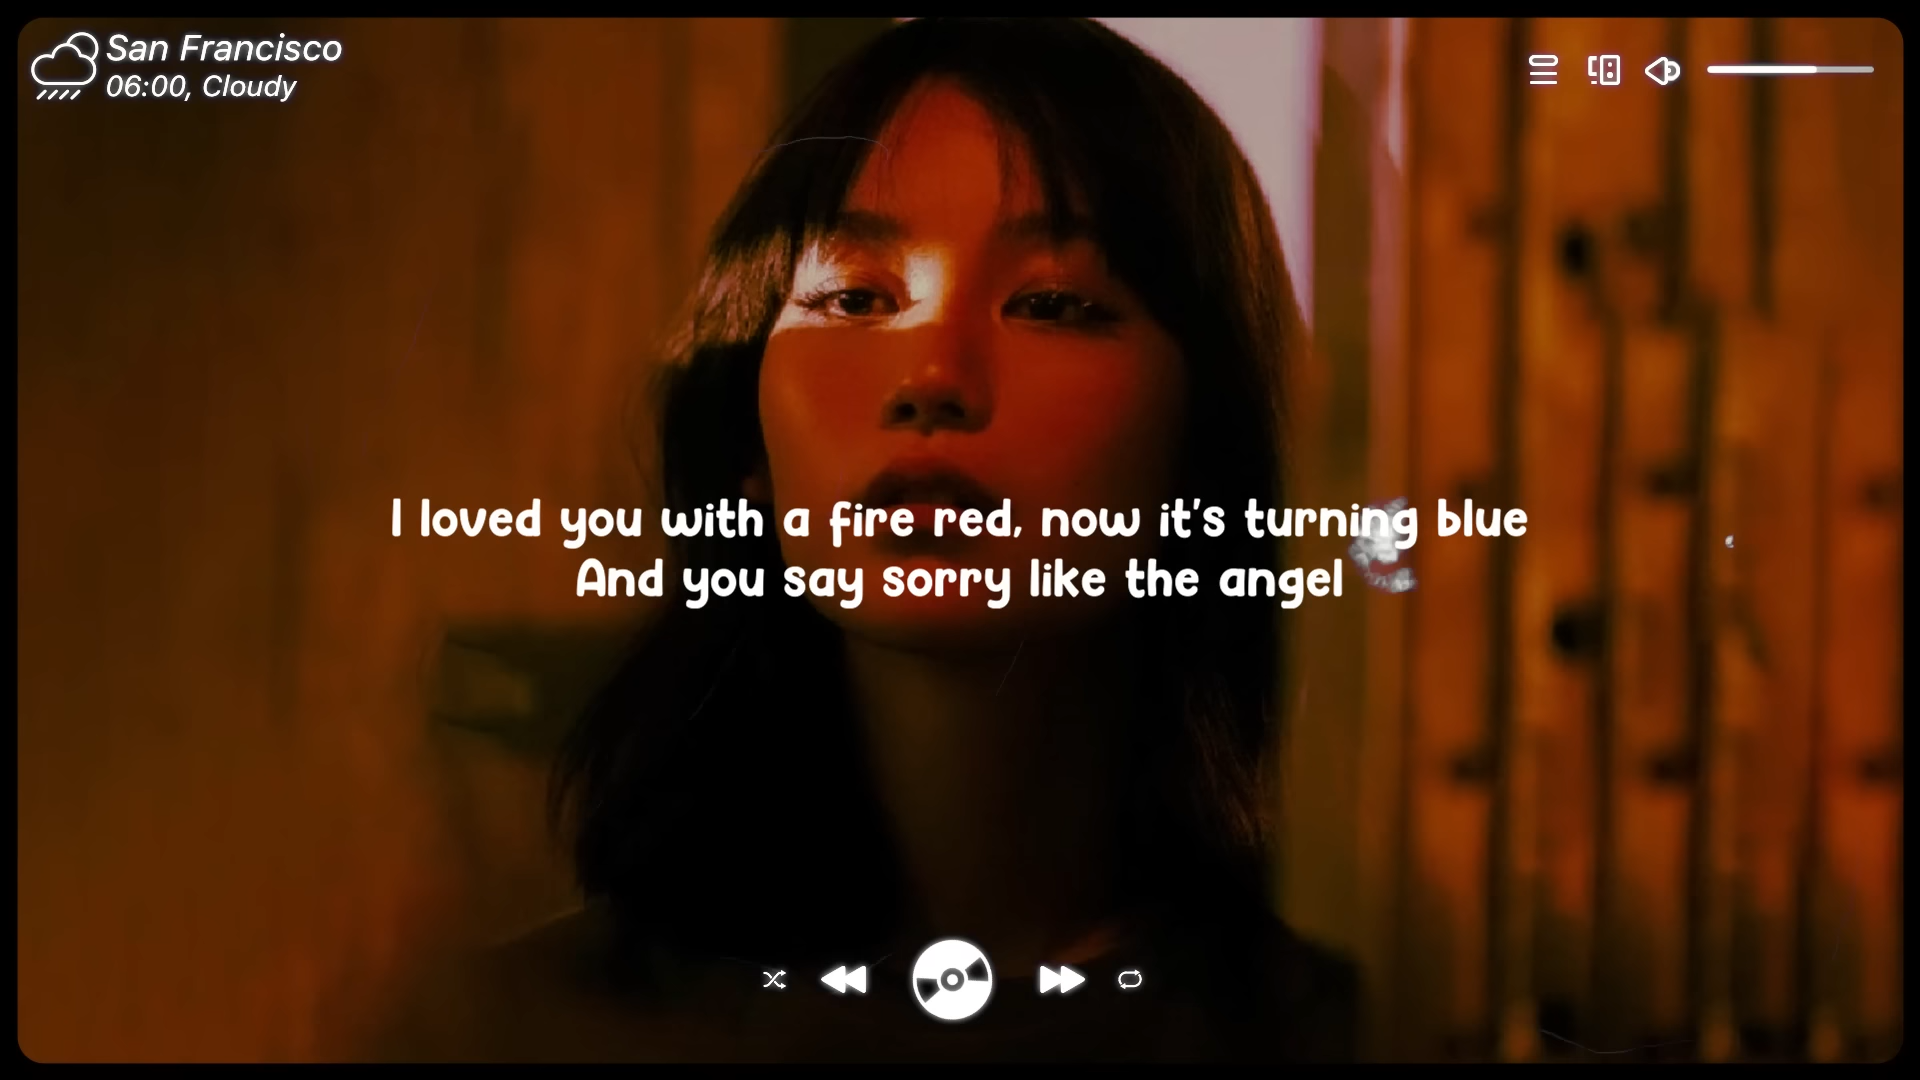 San Francisco
06:00, Cloudy
I loved you with a fire red, now it's turning blue
And you say sorry like the angel